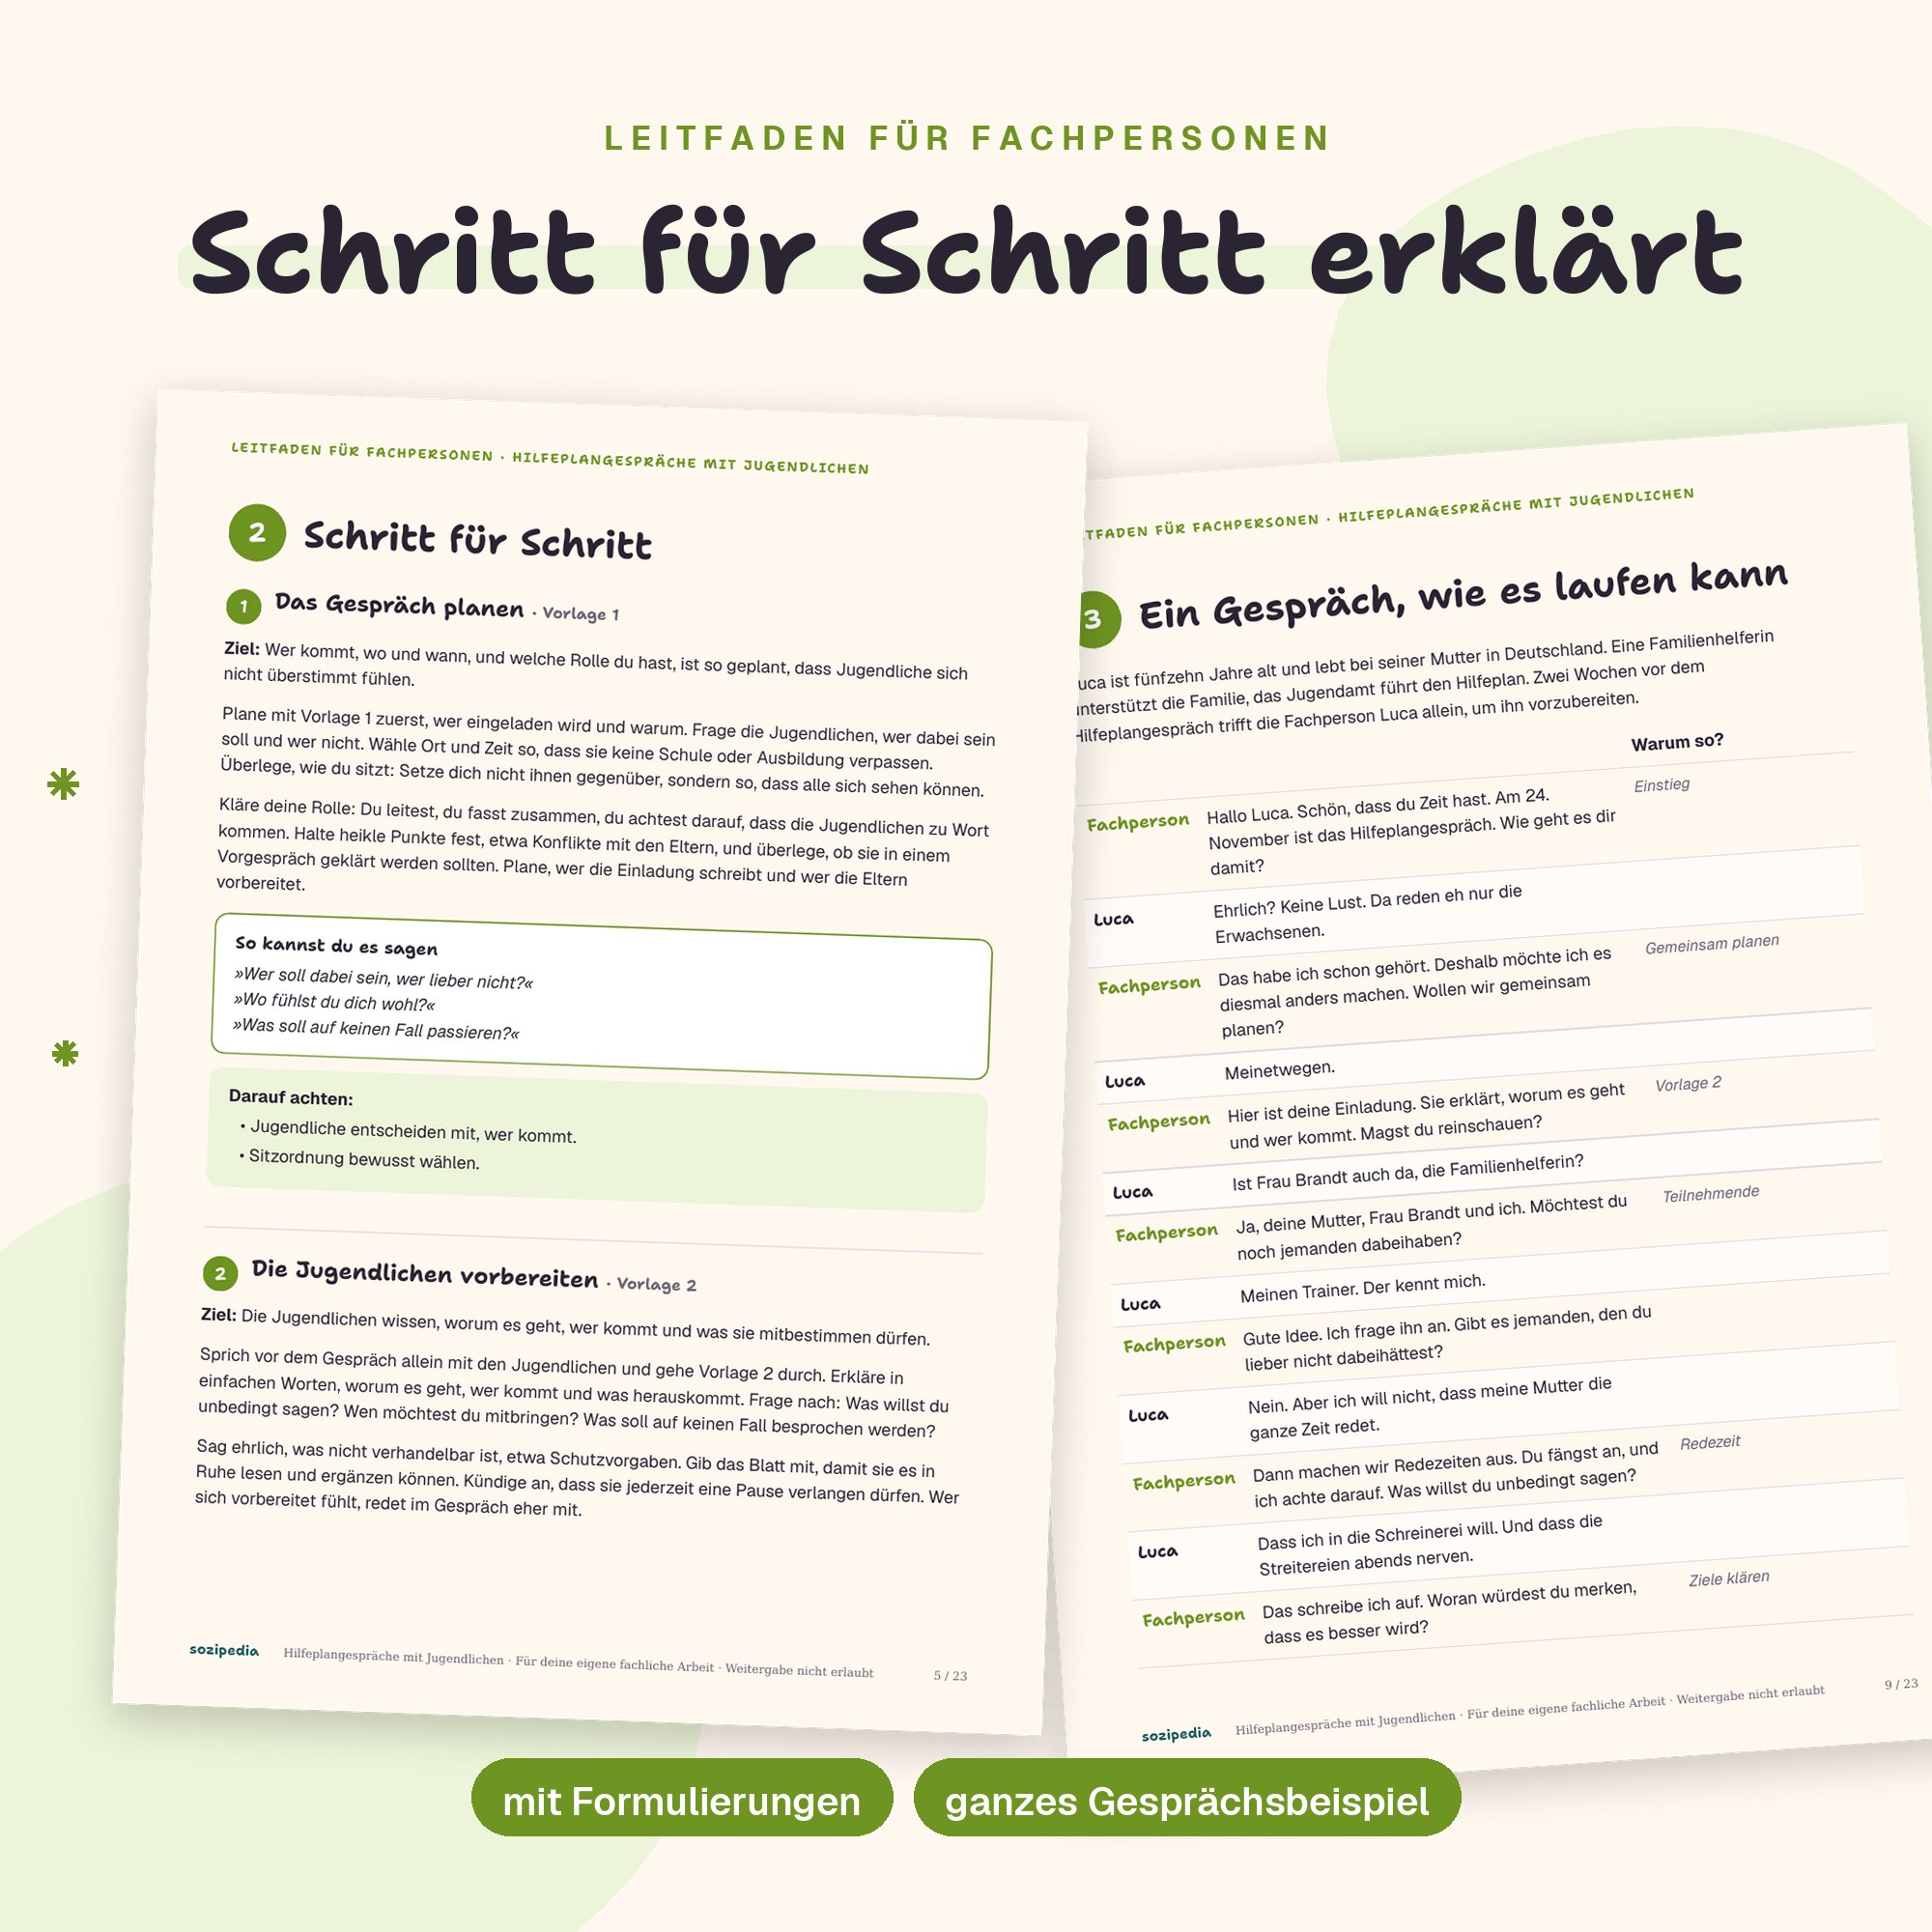 LEITFADEN FÜR FACHPERSONEN
Schritt für Schritt erklärt
LEITFADEN FÜR FACHPERSONEN · HILFEPLANGESPRÄCHE MIT JUGENDLICHEN
2 Schritt für Schritt
1 Das Gespräch planen · Vorlage 1
Ziel: Wer kommt, wo und wann, und welche Rolle du hast, ist so geplant, dass Jugendliche sich
nicht überstimmt fühlen.
Plane mit Vorlage 1 zuerst, wer eingeladen wird und warum. Frage die Jugendlichen, wer dabei sein
soll und wer nicht. Wähle Ort und Zeit so, dass sie keine Schule oder Ausbildung verpassen.
Überlege, wie du sitzt: Setze dich nicht ihnen gegenüber, sondern so, dass alle sich sehen können.
Kläre deine Rolle: Du leitest, du fasst zusammen, du achtest darauf, dass die Jugendlichen zu Wort
kommen. Halte heikle Punkte fest, etwa Konflikte mit den Eltern, und überlege, ob sie in einem
Vorgespräch geklärt werden sollten. Plane, wer die Einladung schreibt und wer die Eltern
vorbereitet.
So kannst du es sagen
»Wer soll dabei sein, wer lieber nicht?«
»Wo fühlst du dich wohl?«
»Was soll auf keinen Fall passieren?«
Darauf achten:
• Jugendliche entscheiden mit, wer kommt.
• Sitzordnung bewusst wählen.
2 Die Jugendlichen vorbereiten · Vorlage 2
Ziel: Die Jugendlichen wissen, worum es geht, wer kommt und was sie mitbestimmen dürfen.
Sprich vor dem Gespräch allein mit den Jugendlichen und gehe Vorlage 2 durch. Erkläre in
einfachen Worten, worum es geht, wer kommt und was herauskommt. Frage nach: Was willst du
unbedingt sagen? Wen möchtest du mitbringen? Was soll auf keinen Fall besprochen werden?
Sag ehrlich, was nicht verhandelbar ist, etwa Schutzvorgaben. Gib das Blatt mit, damit sie es in
Ruhe lesen und ergänzen können. Kündige an, dass sie jederzeit eine Pause verlangen dürfen. Wer
sich vorbereitet fühlt, redet im Gespräch eher mit.
sozipedia Hilfeplangespräche mit Jugendlichen · Für deine eigene fachliche Arbeit · Weitergabe nicht erlaubt 5 / 23
TFADEN FÜR FACHPERSONEN · HILFEPLANGESPRÄCHE MIT JUGENDLICHEN
3 Ein Gespräch, wie es laufen kann
uca ist fünfzehn Jahre alt und lebt bei seiner Mutter in Deutschland. Eine Familienhelferin
nterstützt die Familie, das Jugendamt führt den Hilfeplan. Zwei Wochen vor dem
Hilfeplangespräch trifft die Fachperson Luca allein, um ihn vorzubereiten.
Warum so?
Fachperson Hallo Luca. Schön, dass du Zeit hast. Am 24. Einstieg
November ist das Hilfeplangespräch. Wie geht es dir
damit?
Luca Ehrlich? Keine Lust. Da reden eh nur die
Erwachsenen.
Fachperson Das habe ich schon gehört. Deshalb möchte ich es Gemeinsam planen
diesmal anders machen. Wollen wir gemeinsam
planen?
Luca Meinetwegen.
Fachperson Hier ist deine Einladung. Sie erklärt, worum es geht Vorlage 2
und wer kommt. Magst du reinschauen?
Luca Ist Frau Brandt auch da, die Familienhelferin?
Fachperson Ja, deine Mutter, Frau Brandt und ich. Möchtest du Teilnehmende
noch jemanden dabeihaben?
Luca Meinen Trainer. Der kennt mich.
Fachperson Gute Idee. Ich frage ihn an. Gibt es jemanden, den du
lieber nicht dabeihättest?
Luca Nein. Aber ich will nicht, dass meine Mutter die
ganze Zeit redet.
Fachperson Dann machen wir Redezeiten aus. Du fängst an, und Redezeit
ich achte darauf. Was willst du unbedingt sagen?
Luca Dass ich in die Schreinerei will. Und dass die
Streitereien abends nerven.
Fachperson Das schreibe ich auf. Woran würdest du merken, Ziele klären
dass es besser wird?
sozipedia Hilfeplangespräche mit Jugendlichen · Für deine eigene fachliche Arbeit · Weitergabe nicht erlaubt 9 / 23
mit Formulierungen
ganzes Gesprächsbeispiel